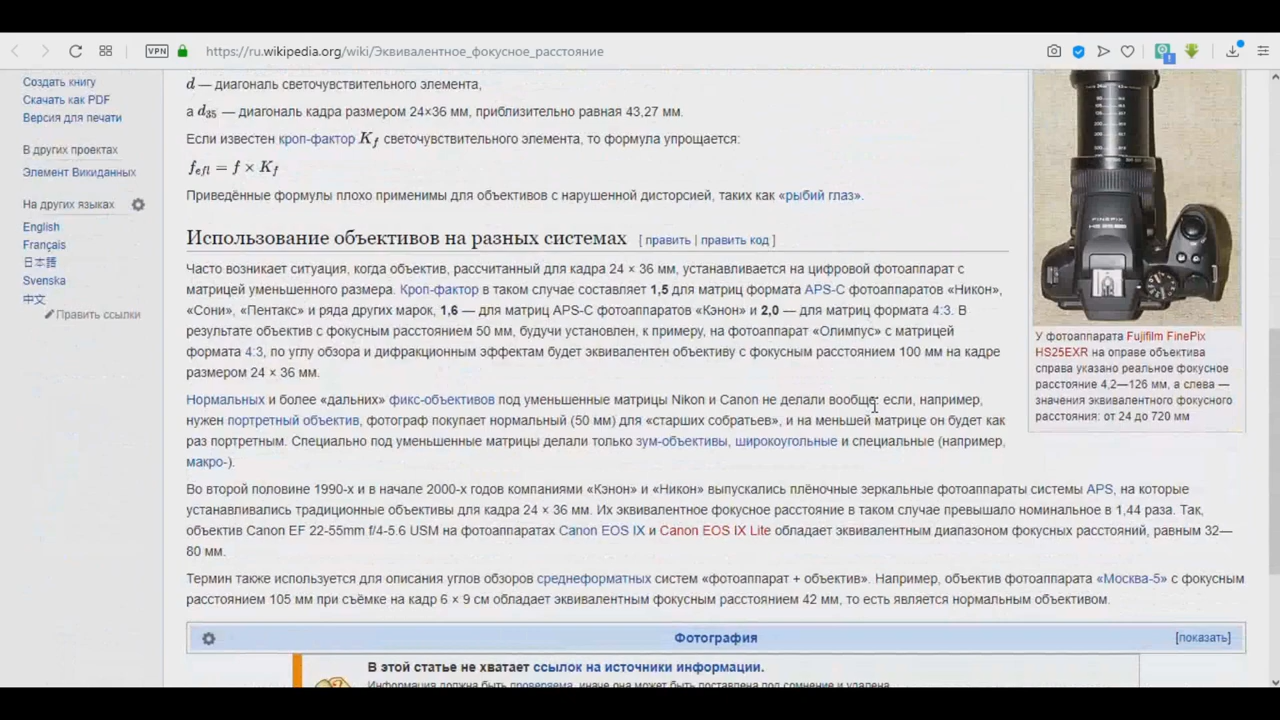 VPN
https://ru.wikipedia.org/wiki/Эквивалентное_фокусное_расстояние
Создать книгу
Скачать как PDF
Версия для печати
В других проектах
Элемент Викиданных
На других языках
English
Français
日本語
Svenska
中文
Править ссылки
d — диагональ светочувствительного элемента,
а d35 — диагональ кадра размером 24×36 мм, приблизительно равная 43,27 мм.
Если известен кроп-фактор Kf светочувствительного элемента, то формула упрощается:
fefl = f × Kf
Приведённые формулы плохо применимы для объективов с нарушенной дисторсией, таких как «рыбий глаз».
Использование объективов на разных системах [ править | править код ]
Часто возникает ситуация, когда объектив, рассчитанный для кадра 24 × 36 мм, устанавливается на цифровой фотоаппарат с
матрицей уменьшенного размера. Кроп-фактор в таком случае составляет 1,5 для матриц формата APS-C фотоаппаратов «Никон»,
«Сони», «Пентакс» и ряда других марок, 1,6 — для матриц APS-C фотоаппаратов «Кэнон» и 2,0 — для матриц формата 4:3. В
результате объектив с фокусным расстоянием 50 мм, будучи установлен, к примеру, на фотоаппарат «Олимпус» с матрицей
формата 4:3, по углу обзора и дифракционным эффектам будет эквивалентен объективу с фокусным расстоянием 100 мм на кадре
размером 24 × 36 мм.
Нормальных и более «дальних» фикс-объективов под уменьшенные матрицы Nikon и Canon не делали вообще: если, например,
нужен портретный объектив, фотограф покупает нормальный (50 мм) для «старших собратьев», и на меньшей матрице он будет как
раз портретным. Специально под уменьшенные матрицы делали только зум-объективы, широкоугольные и специальные (например,
макро-).
Во второй половине 1990-х и в начале 2000-х годов компаниями «Кэнон» и «Никон» выпускались плёночные зеркальные фотоаппараты системы APS, на которые
устанавливались традиционные объективы для кадра 24 × 36 мм. Их эквивалентное фокусное расстояние в таком случае превышало номинальное в 1,44 раза. Так,
объектив Canon EF 22-55mm f/4-5.6 USM на фотоаппаратах Canon EOS IX и Canon EOS IX Lite обладает эквивалентным диапазоном фокусных расстояний, равным 32—
80 мм.
Термин также используется для описания углов обзоров среднеформатных систем «фотоаппарат + объектив». Например, объектив фотоаппарата «Москва-5» с фокусным
расстоянием 105 мм при съёмке на кадр 6 × 9 см обладает эквивалентным фокусным расстоянием 42 мм, то есть является нормальным объективом.
FINEPIX
У фотоаппарата Fujifilm FinePix
HS25EXR на оправе объектива
справа указано реальное фокусное
расстояние 4,2—126 мм, а слева —
значения эквивалентного фокусного
расстояния: от 24 до 720 мм
Фотография
[показать]
В этой статье не хватает ссылок на источники информации.
Информация должна быть проверяема, иначе она может быть поставлена под сомнение и удалена.